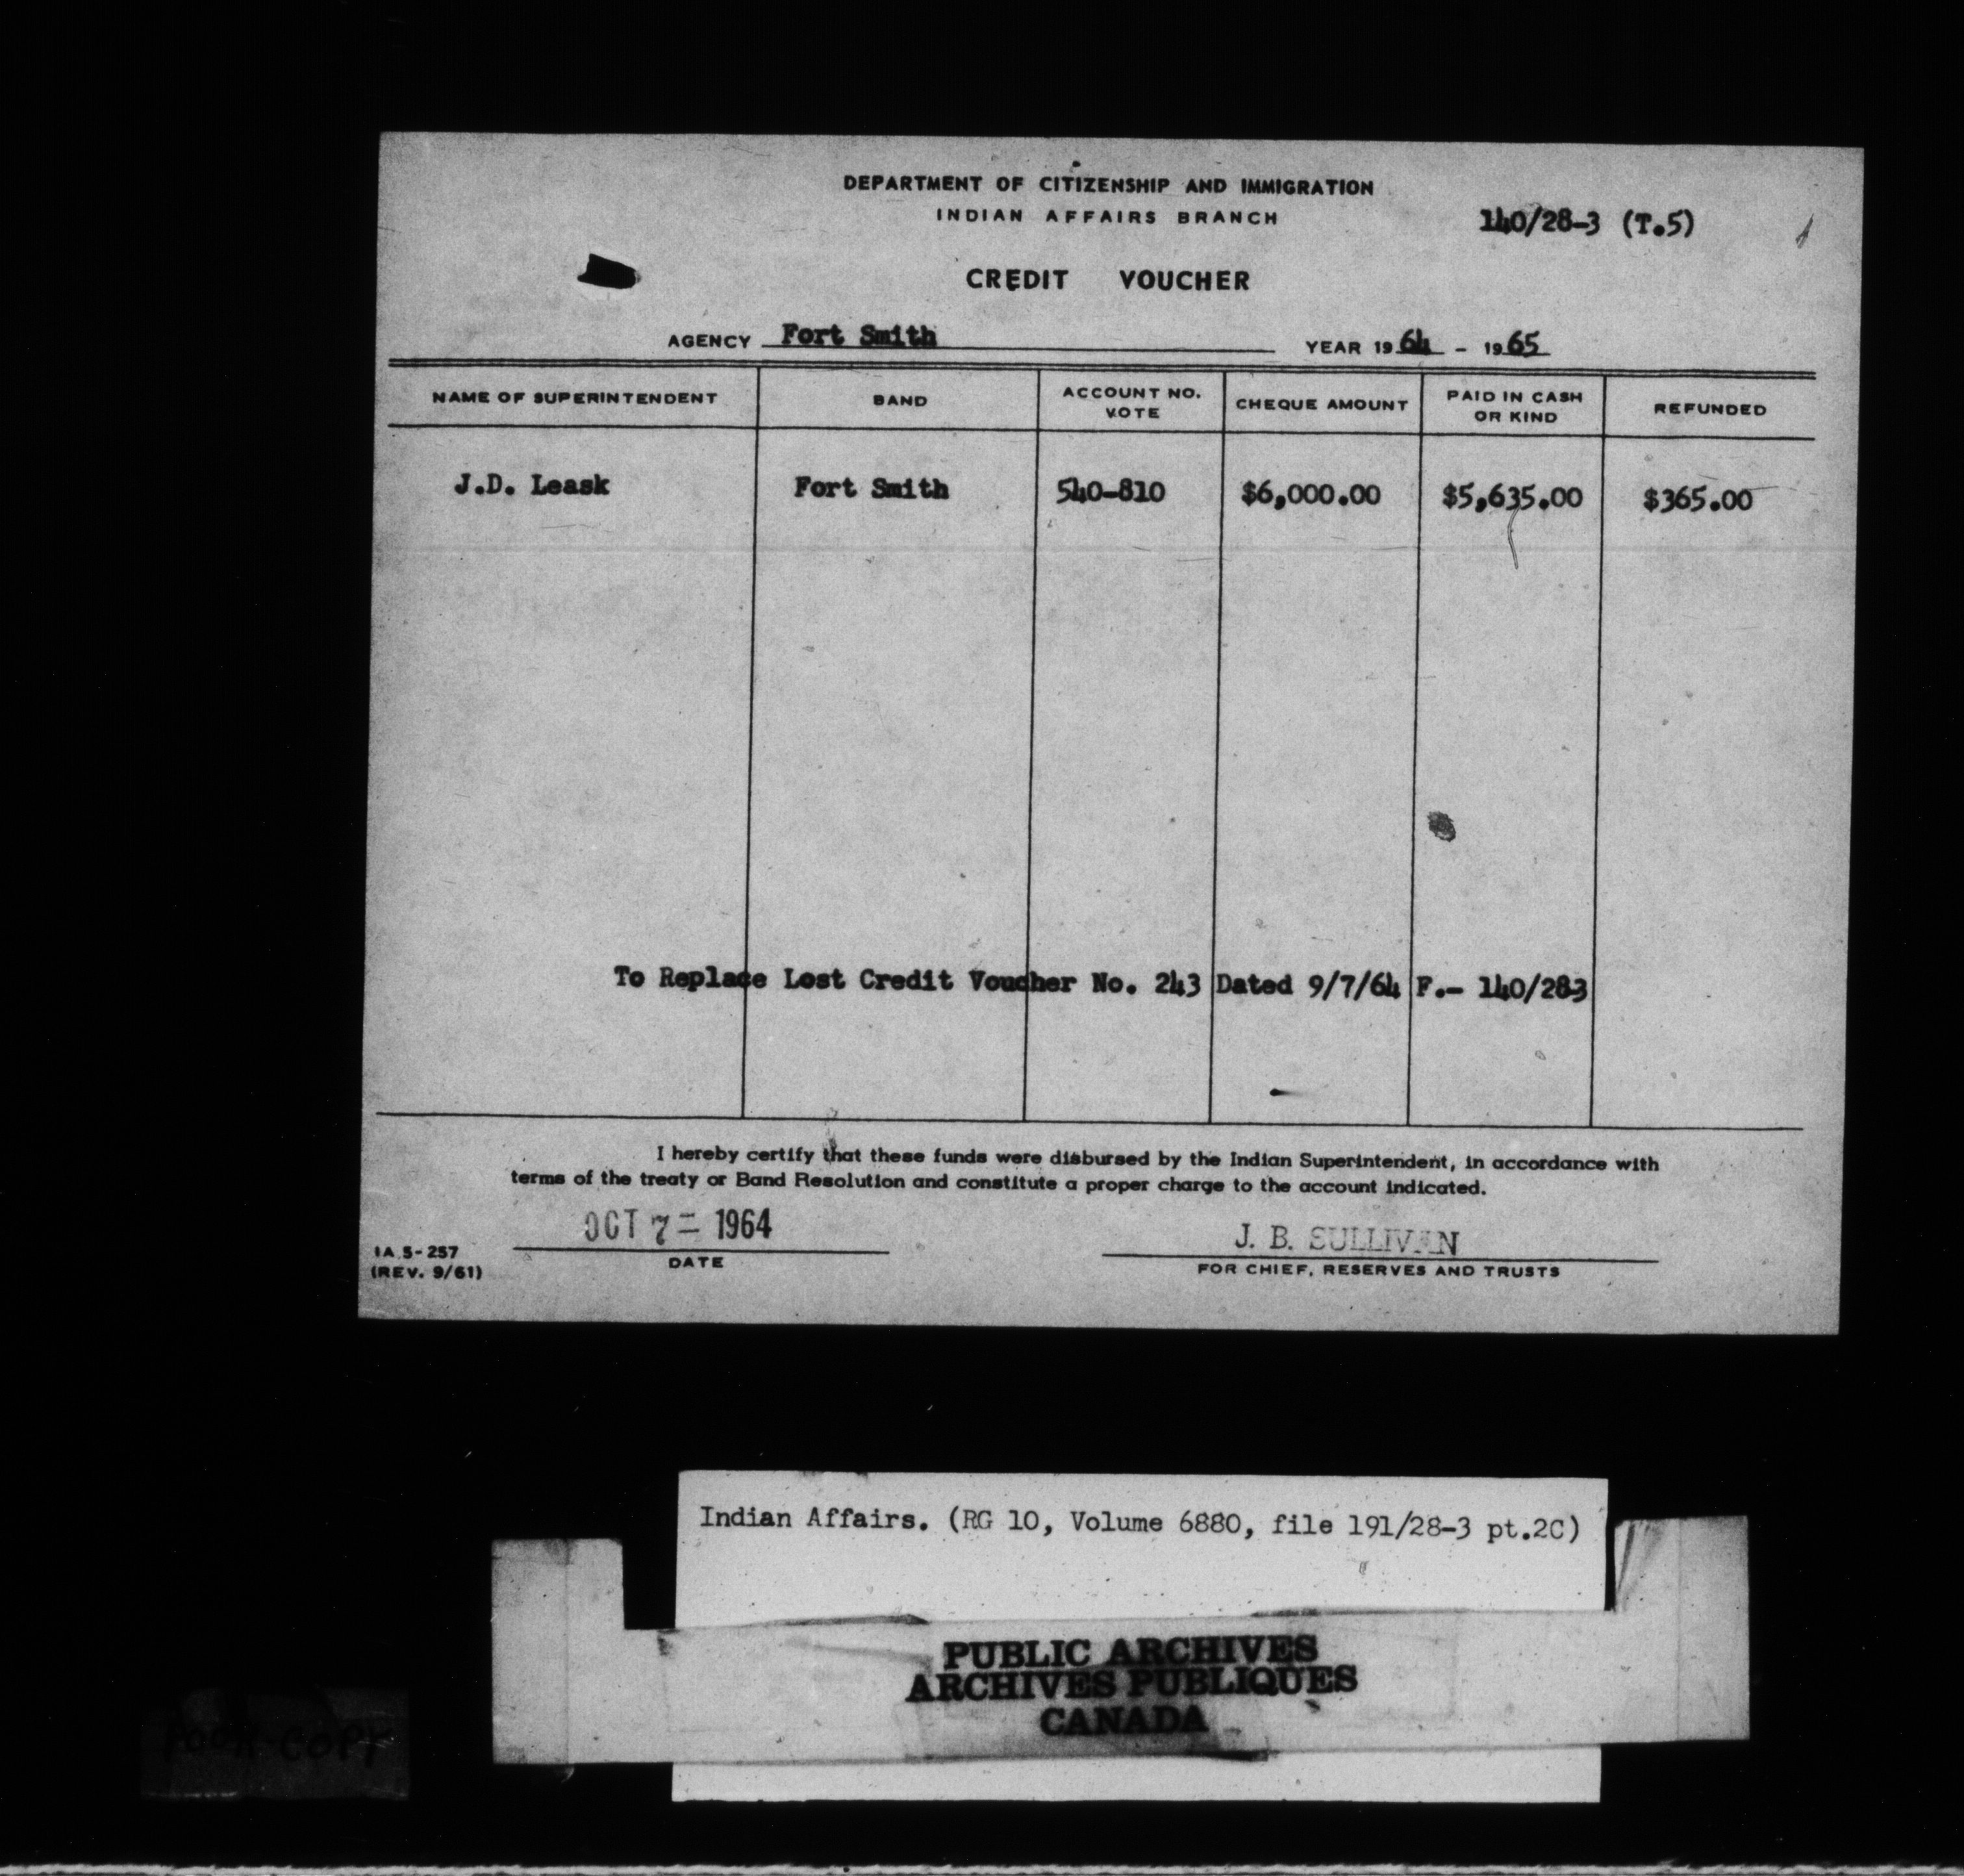 DEPARTMENT OF CITIZENSHIP AND IMMIGRATION
INDIAN AFFAIRS BRANCH
140/28-3 (T.5)
CREDIT VOUCHER
AGENCY Fort Smith YEAR 1964 - 1965
NAME OF SUPERINTENDENT BAND ACCOUNT NO. VOTE CHEQUE AMOUNT PAID IN CASH OR KIND REFUNDED
J.D. Leask Fort Smith 540-810 $6,000.00 $5,635.00 $365.00
To Replace Lost Credit Voucher No. 243 Dated 9/7/64 F.- 140/28-3
I hereby certify that these funds were disbursed by the Indian Superintendent, in accordance with
terms of the treaty or Band Resolution and constitute a proper charge to the account indicated.
OCT 7 - 1964 J. B. SULLIVAN
DATE FOR CHIEF, RESERVES AND TRUSTS
IA 5-257
(REV. 9/61)
Indian Affairs. (RG 10, Volume 6880, file 191/28-3 pt.2C)
PUBLIC ARCHIVES
ARCHIVES PUBLIQUES
CANADA
POOR COPY